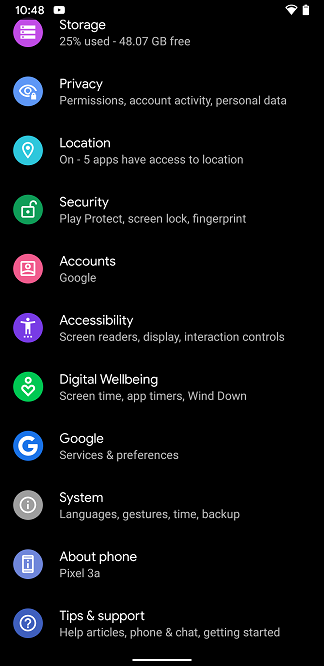 10:48
Storage
25% used - 48.07 GB free
Privacy
Permissions, account activity, personal data
Location
On - 5 apps have access to location
Security
Play Protect, screen lock, fingerprint
Accounts
Google
Accessibility
Screen readers, display, interaction controls
Digital Wellbeing
Screen time, app timers, Wind Down
Google
Services & preferences
System
Languages, gestures, time, backup
About phone
Pixel 3a
Tips & support
Help articles, phone & chat, getting started